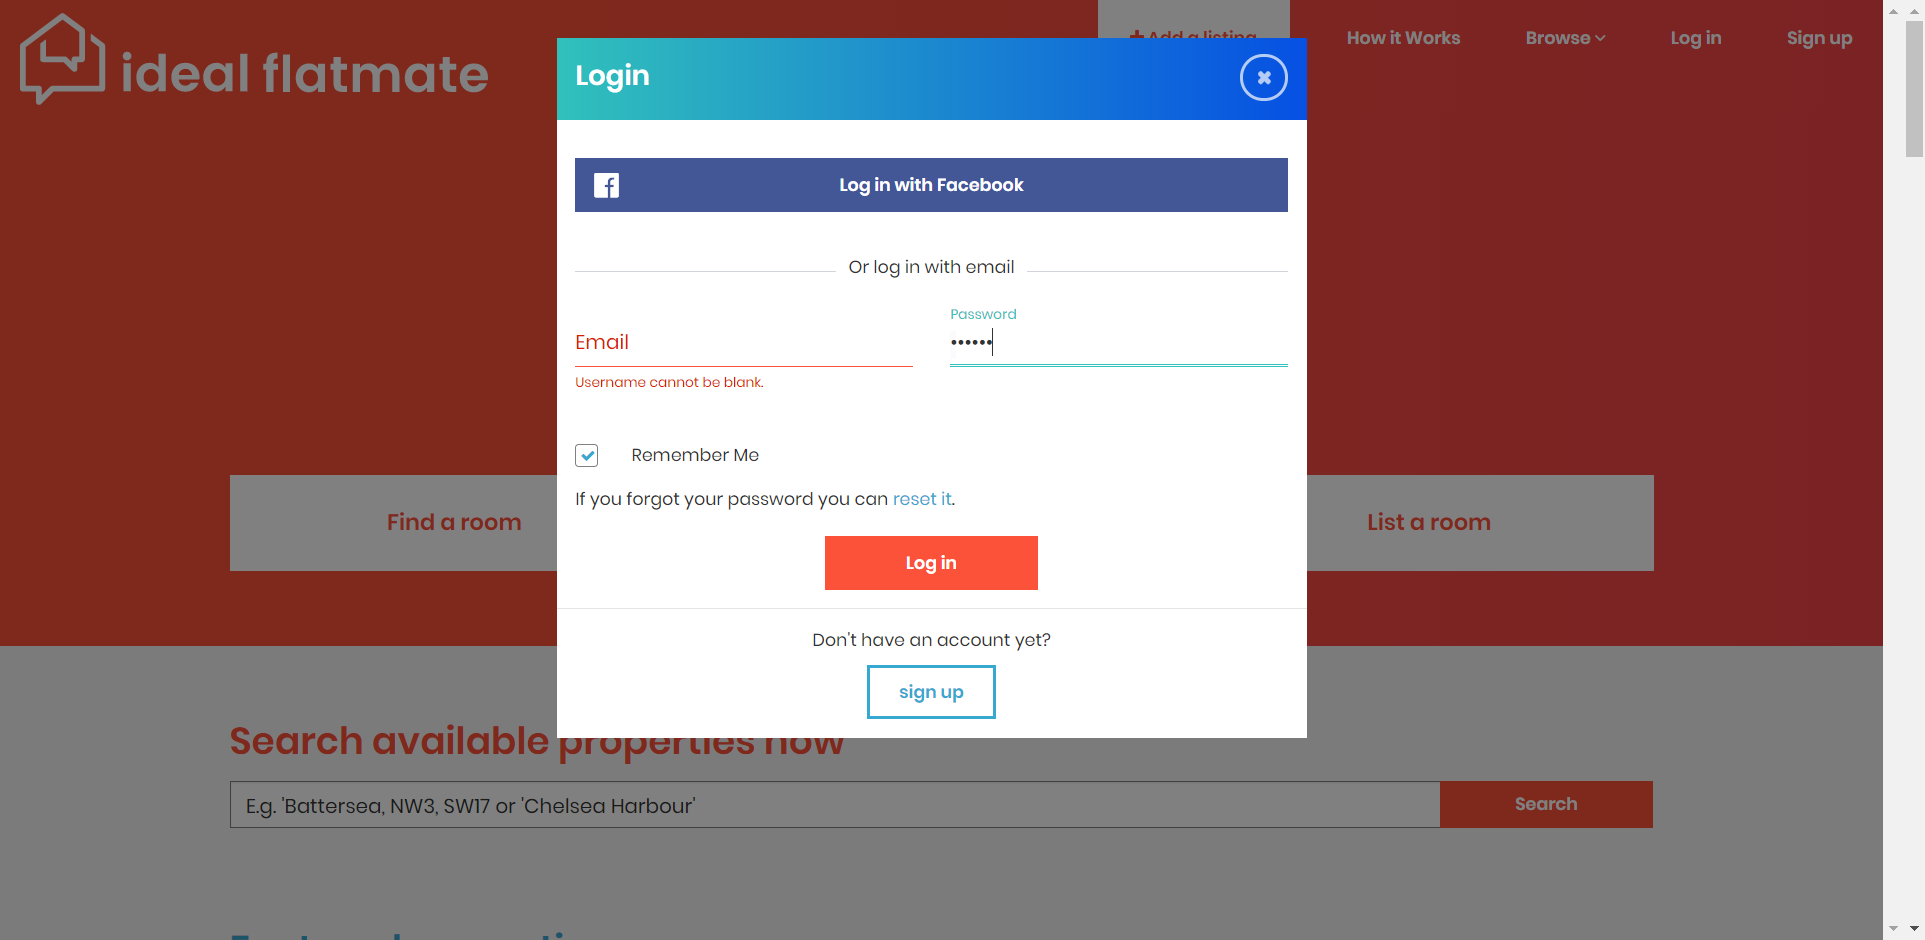 ideal flatmate
Add a listing
How it Works
Browse
Log in
Sign up
Login
Log in with Facebook
Or log in with email
Email
Password
••••••
Username cannot be blank.
Remember Me
If you forgot your password you can reset it.
Log in
Find a room
List a room
Don't have an account yet?
sign up
Search available properties now
E.g. 'Battersea, NW3, SW17 or 'Chelsea Harbour'
Search